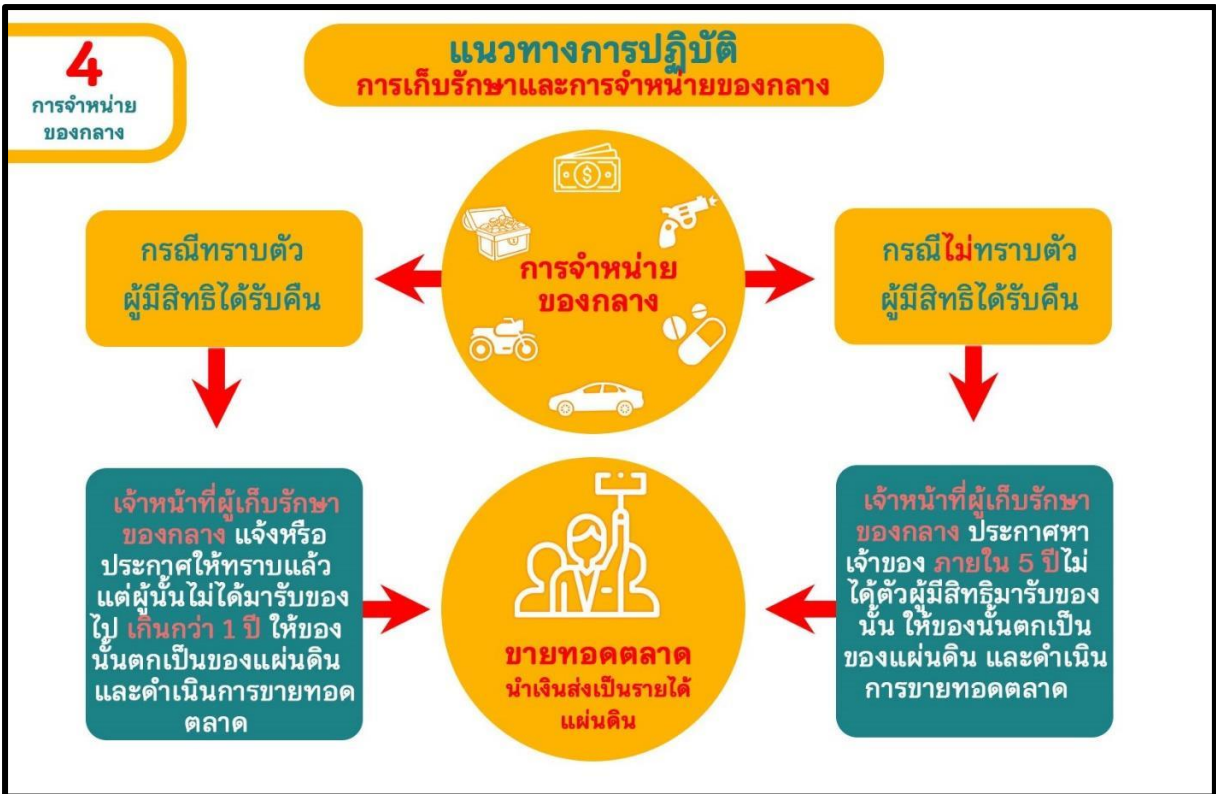 4
การจำหน่าย
ของกลาง
แนวทางการปฏิบัติ
การเก็บรักษาและการจำหน่ายของกลาง
กรณีทราบตัว
ผู้มีสิทธิได้รับคืน
การจำหน่าย
ของกลาง
กรณีไม่ทราบตัว
ผู้มีสิทธิได้รับคืน
เจ้าหน้าที่ผู้เก็บรักษา
ของกลาง แจ้งหรือ
ประกาศให้ทราบแล้ว
แต่ผู้นั้นไม่ได้มารับของ
ไป เกินกว่า 1 ปี ให้ของ
นั้นตกเป็นของแผ่นดิน
และดำเนินการขายทอด
ตลาด
ขายทอดตลาด
นำเงินส่งเป็นรายได้
แผ่นดิน
เจ้าหน้าที่ผู้เก็บรักษา
ของกลาง ประกาศหา
เจ้าของ ภายใน 5 ปีไม่
ได้ตัวผู้มีสิทธิมารับของ
นั้น ให้ของนั้นตกเป็น
ของแผ่นดิน และดำเนิน
การขายทอดตลาด